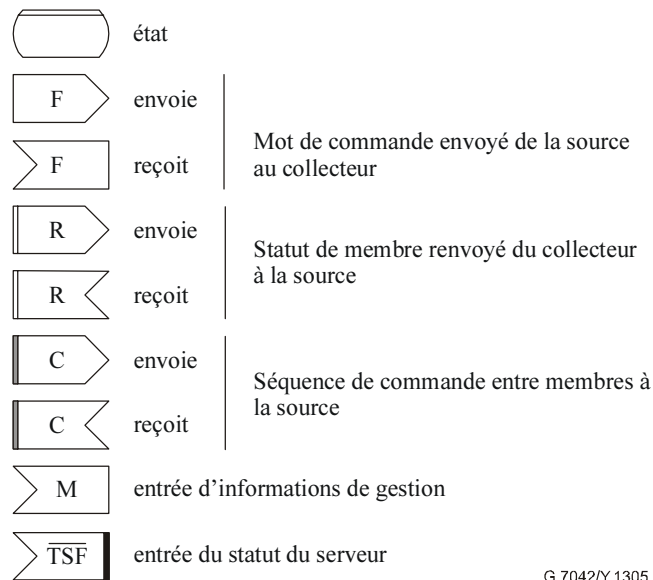 état
F envoie
Mot de commande envoyé de la source
au collecteur
F reçoit
R envoie
Statut de membre renvoyé du collecteur
à la source
R reçoit
C envoie
Séquence de commande entre membres à
la source
C reçoit
M entrée d'informations de gestion
T̅S̅F̅ entrée du statut du serveur
G.7042/Y.1305